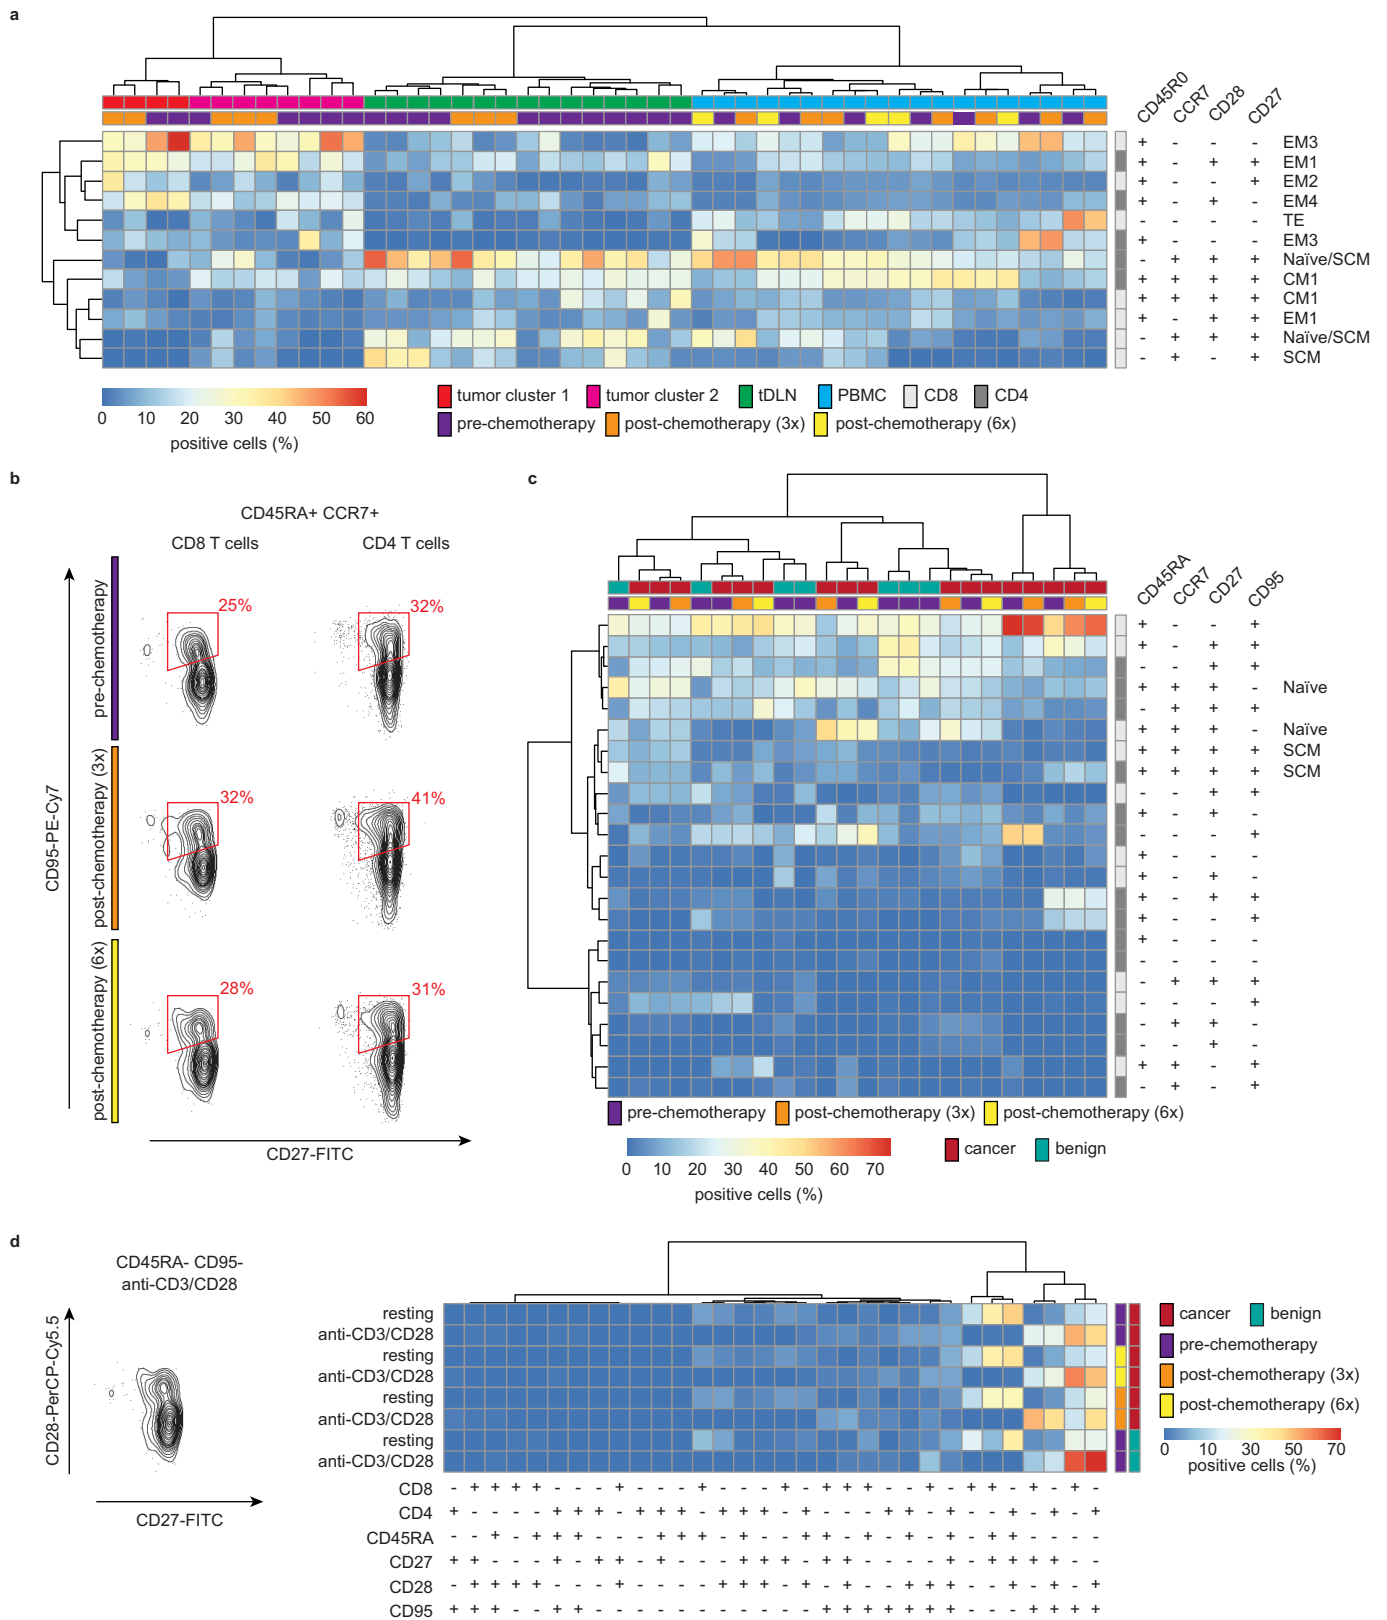 a
CD45R0 CCR7 CD28 CD27
+ - - - EM3
+ - + + EM1
+ - - + EM2
+ - + - EM4
- - - - TE
+ - - - EM3
- + + + Naïve/SCM
+ + + + CM1
+ + + + CM1
+ - + + EM1
- + + + Naïve/SCM
- + - + SCM
0 10 20 30 40 50 60
positive cells (%)
tumor cluster 1 tumor cluster 2 tDLN PBMC CD8 CD4
pre-chemotherapy post-chemotherapy (3x) post-chemotherapy (6x)
b
CD45RA+ CCR7+
CD8 T cells CD4 T cells
pre-chemotherapy
25% 32%
post-chemotherapy (3x)
32% 41%
post-chemotherapy (6x)
28% 31%
CD95-PE-Cy7
CD27-FITC
c
CD45RA CCR7 CD27 CD95
+ - - +
+ - + +
- - + +
+ + + - Naïve
- + + +
+ + + - Naïve
+ + + + SCM
+ + + + SCM
- - + +
+ - + -
- - - +
+ - - -
+ - + -
+ - + +
+ - - +
+ - - -
- - - -
- + + +
- - - +
- + + -
- - + -
+ + - +
- + - +
pre-chemotherapy post-chemotherapy (3x) post-chemotherapy (6x)
0 10 20 30 40 50 60 70
positive cells (%)
cancer benign
d
CD45RA- CD95-
anti-CD3/CD28
CD28-PerCP-Cy5.5
CD27-FITC
resting
anti-CD3/CD28
resting
anti-CD3/CD28
resting
anti-CD3/CD28
resting
anti-CD3/CD28
CD8
CD4
CD45RA
CD27
CD28
CD95
cancer benign
pre-chemotherapy
post-chemotherapy (3x)
post-chemotherapy (6x)
0 10 30 50 70
positive cells (%)